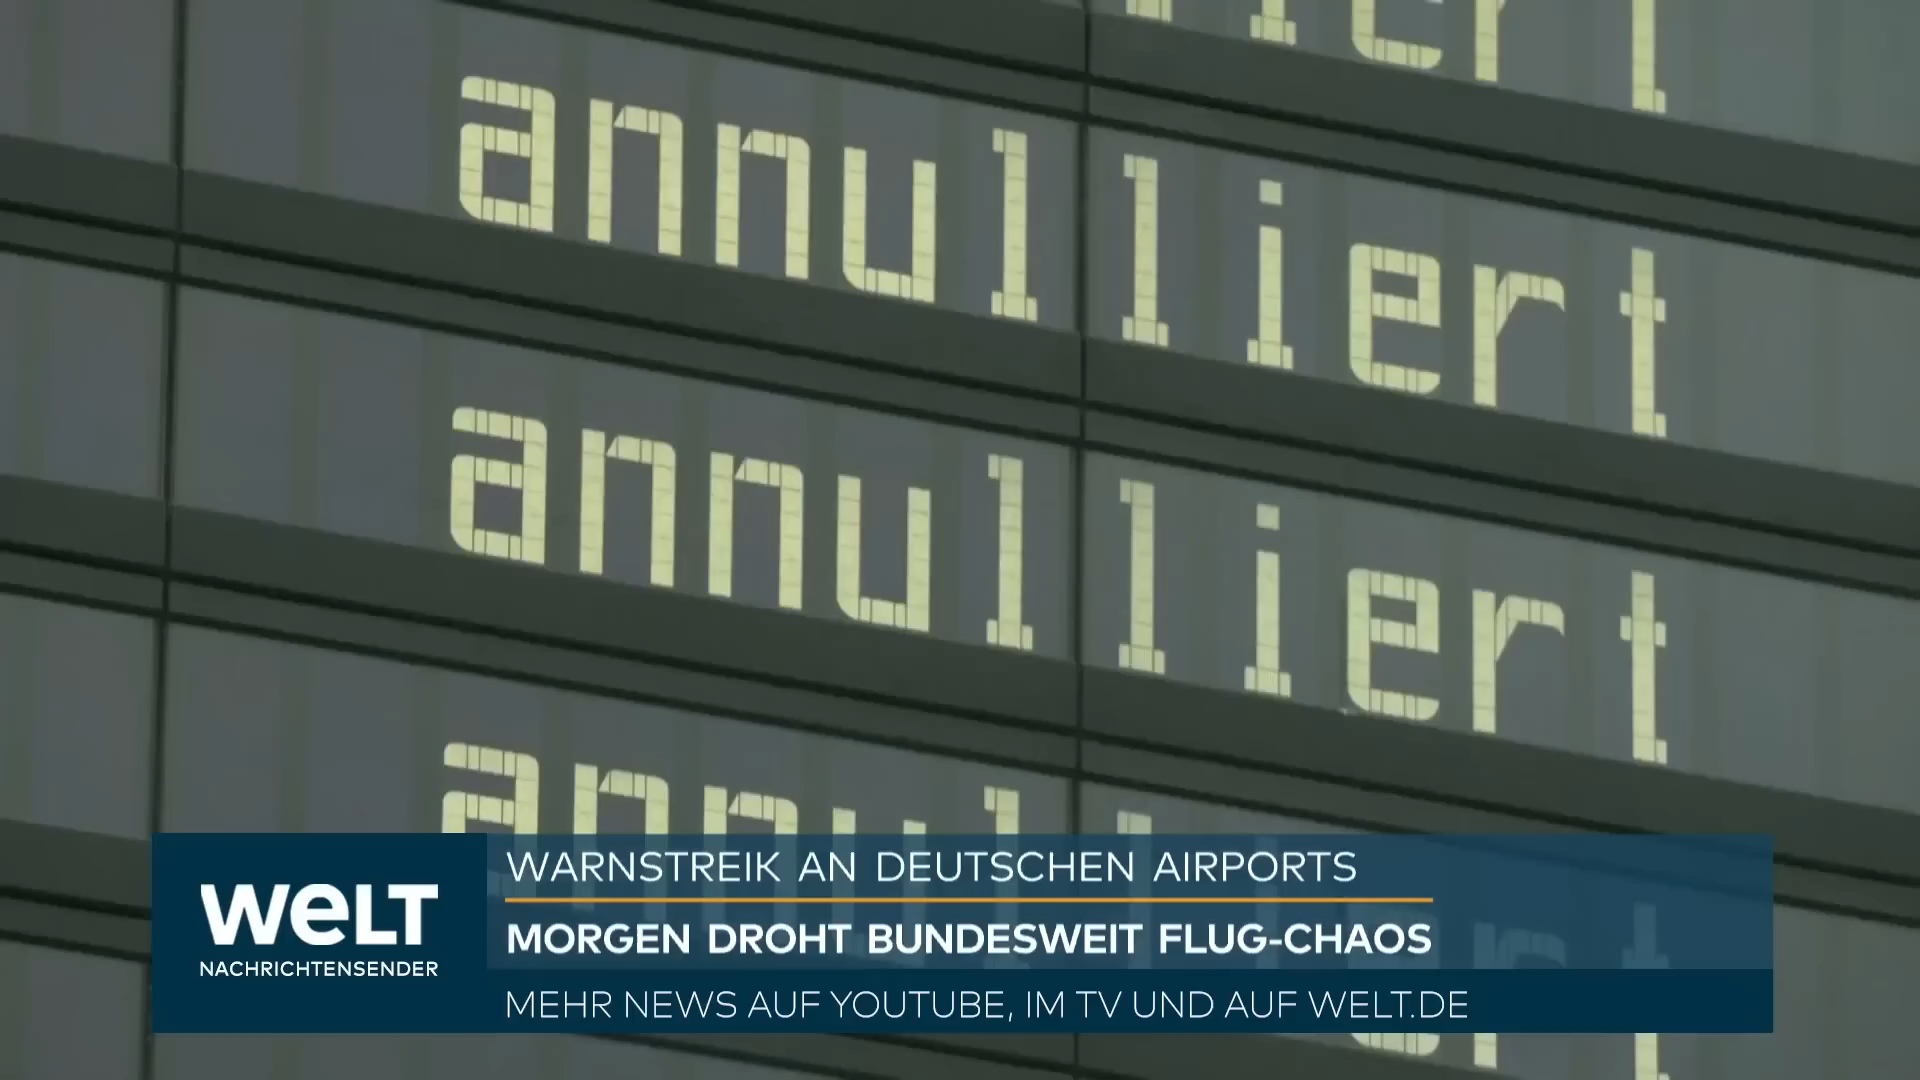 annulliert
annulliert
WELT
NACHRICHTENSENDER
WARNSTREIK AN DEUTSCHEN AIRPORTS
MORGEN DROHT BUNDESWEIT FLUG-CHAOS
MEHR NEWS AUF YOUTUBE, IM TV UND AUF WELT.DE